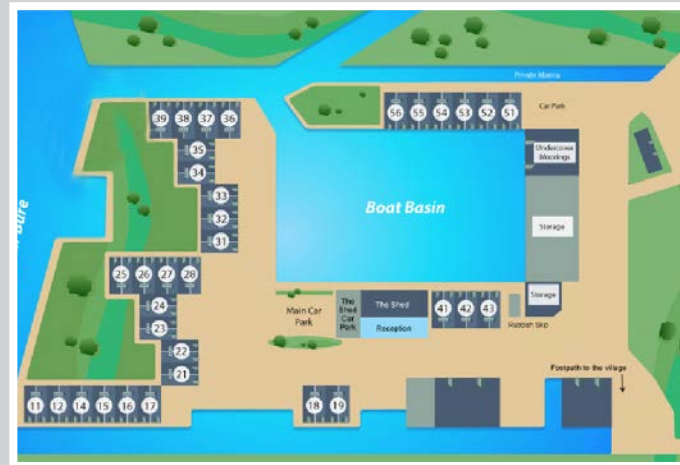 Private Marina
39 38 37 36
56 55 54 53 52 51
Car Park
35
34
Undercover
Moorings
33
32
31
Boat Basin
Storage
Bure
25 26 27 28
24
23
22
21
Main Car
Park
The
Shed
Car
Park
The Shed
Reception
41 42 43
Rubbish Skip
Storage
Footpath to the village
11 12 14 15 16 17
18 19